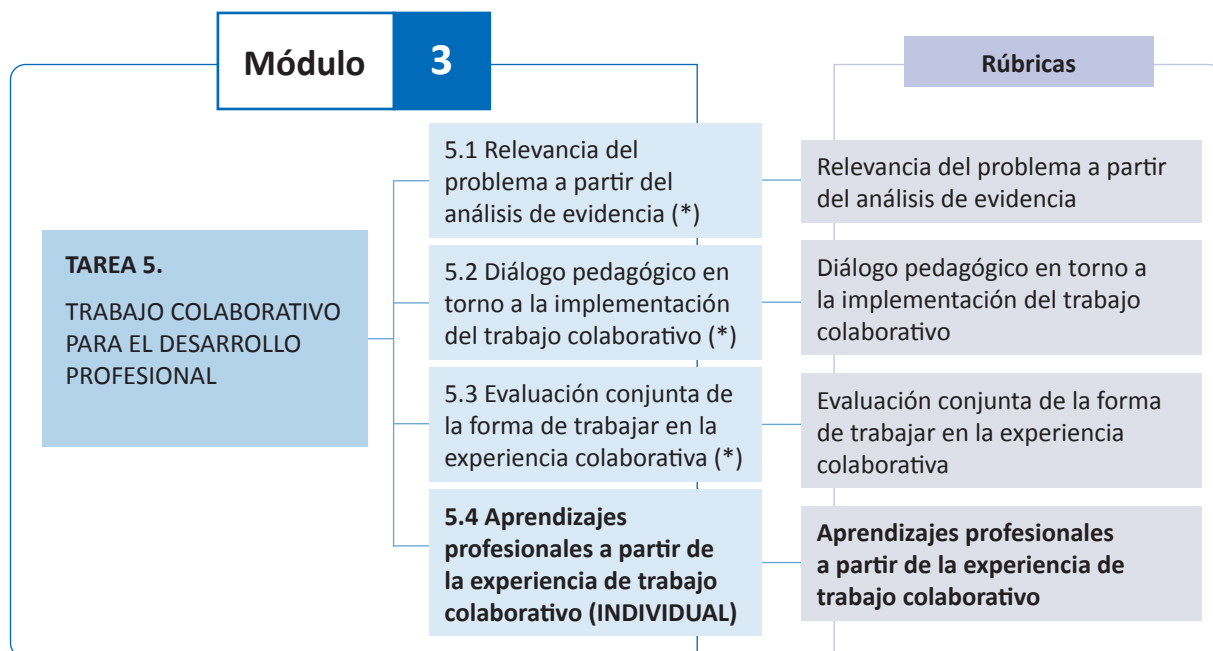 Módulo 3
Rúbricas
TAREA 5.
TRABAJO COLABORATIVO
PARA EL DESARROLLO
PROFESIONAL
5.1 Relevancia del
problema a partir del
análisis de evidencia (*)
Relevancia del problema a partir
del análisis de evidencia
5.2 Diálogo pedagógico en
torno a la implementación
del trabajo colaborativo (*)
Diálogo pedagógico en torno a
la implementación del trabajo
colaborativo
5.3 Evaluación conjunta de
la forma de trabajar en la
experiencia colaborativa (*)
Evaluación conjunta de la forma
de trabajar en la experiencia
colaborativa
5.4 Aprendizajes
profesionales a partir de
la experiencia de trabajo
colaborativo (INDIVIDUAL)
Aprendizajes profesionales
a partir de la experiencia de
trabajo colaborativo